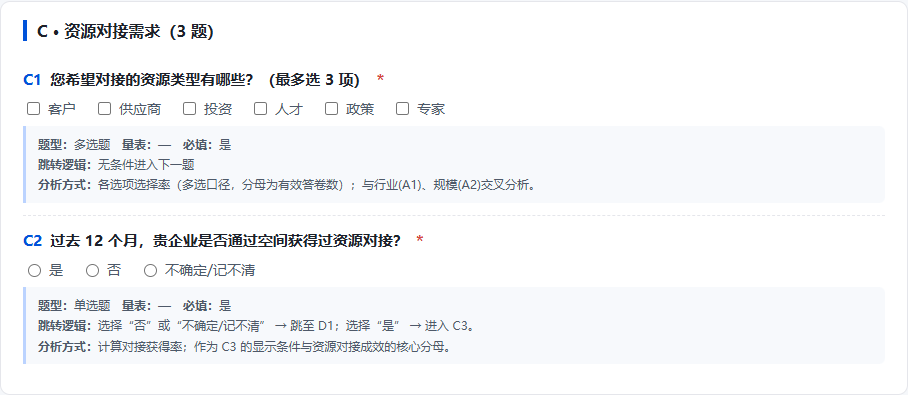 C • 资源对接需求（3 题）
C1 您希望对接的资源类型有哪些？（最多选 3 项） *
客户 供应商 投资 人才 政策 专家
题型：多选题 量表：— 必填：是
跳转逻辑：无条件进入下一题
分析方式：各选项选择率（多选口径，分母为有效答卷数）；与行业(A1)、规模(A2)交叉分析。
C2 过去 12 个月，贵企业是否通过空间获得过资源对接？ *
是 否 不确定/记不清
题型：单选题 量表：— 必填：是
跳转逻辑：选择“否”或“不确定/记不清” → 跳至 D1；选择“是” → 进入 C3。
分析方式：计算对接获得率；作为 C3 的显示条件与资源对接成效的核心分母。